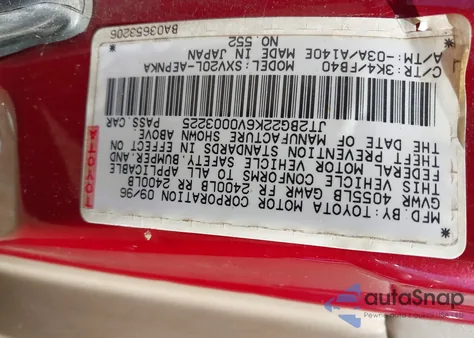 MFD. BY: TOYOTA MOTOR CORPORATION 09/96
GVWR 4055LB GAWR FR 2400LB RR 2400LB
THIS VEHICLE CONFORMS TO ALL APPLICABLE
FEDERAL MOTOR VEHICLE SAFETY, BUMPER, AND
THEFT PREVENTION STANDARDS IN EFFECT ON
THE DATE OF MANUFACTURE SHOWN ABOVE.
JT2BG22K6V0003225 PASS. CAR
TOYOTA
C/TR: 3K4/FB40 MODEL: SXV20L-AEPNKA
A/TM: -03A/A140E MADE IN JAPAN
NO. 552
BA03653206
autoSnap